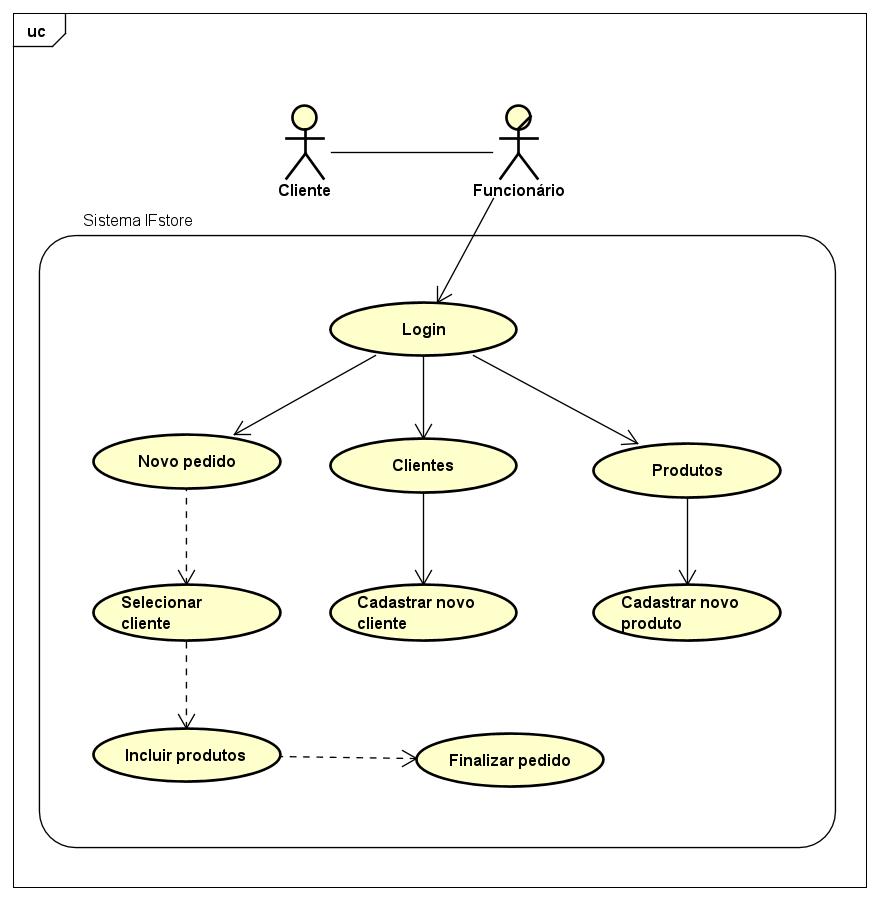 uc
Cliente
Funcionário
Sistema IFstore
Login
Novo pedido
Clientes
Produtos
Selecionar
cliente
Cadastrar novo
cliente
Cadastrar novo
produto
Incluir produtos
Finalizar pedido